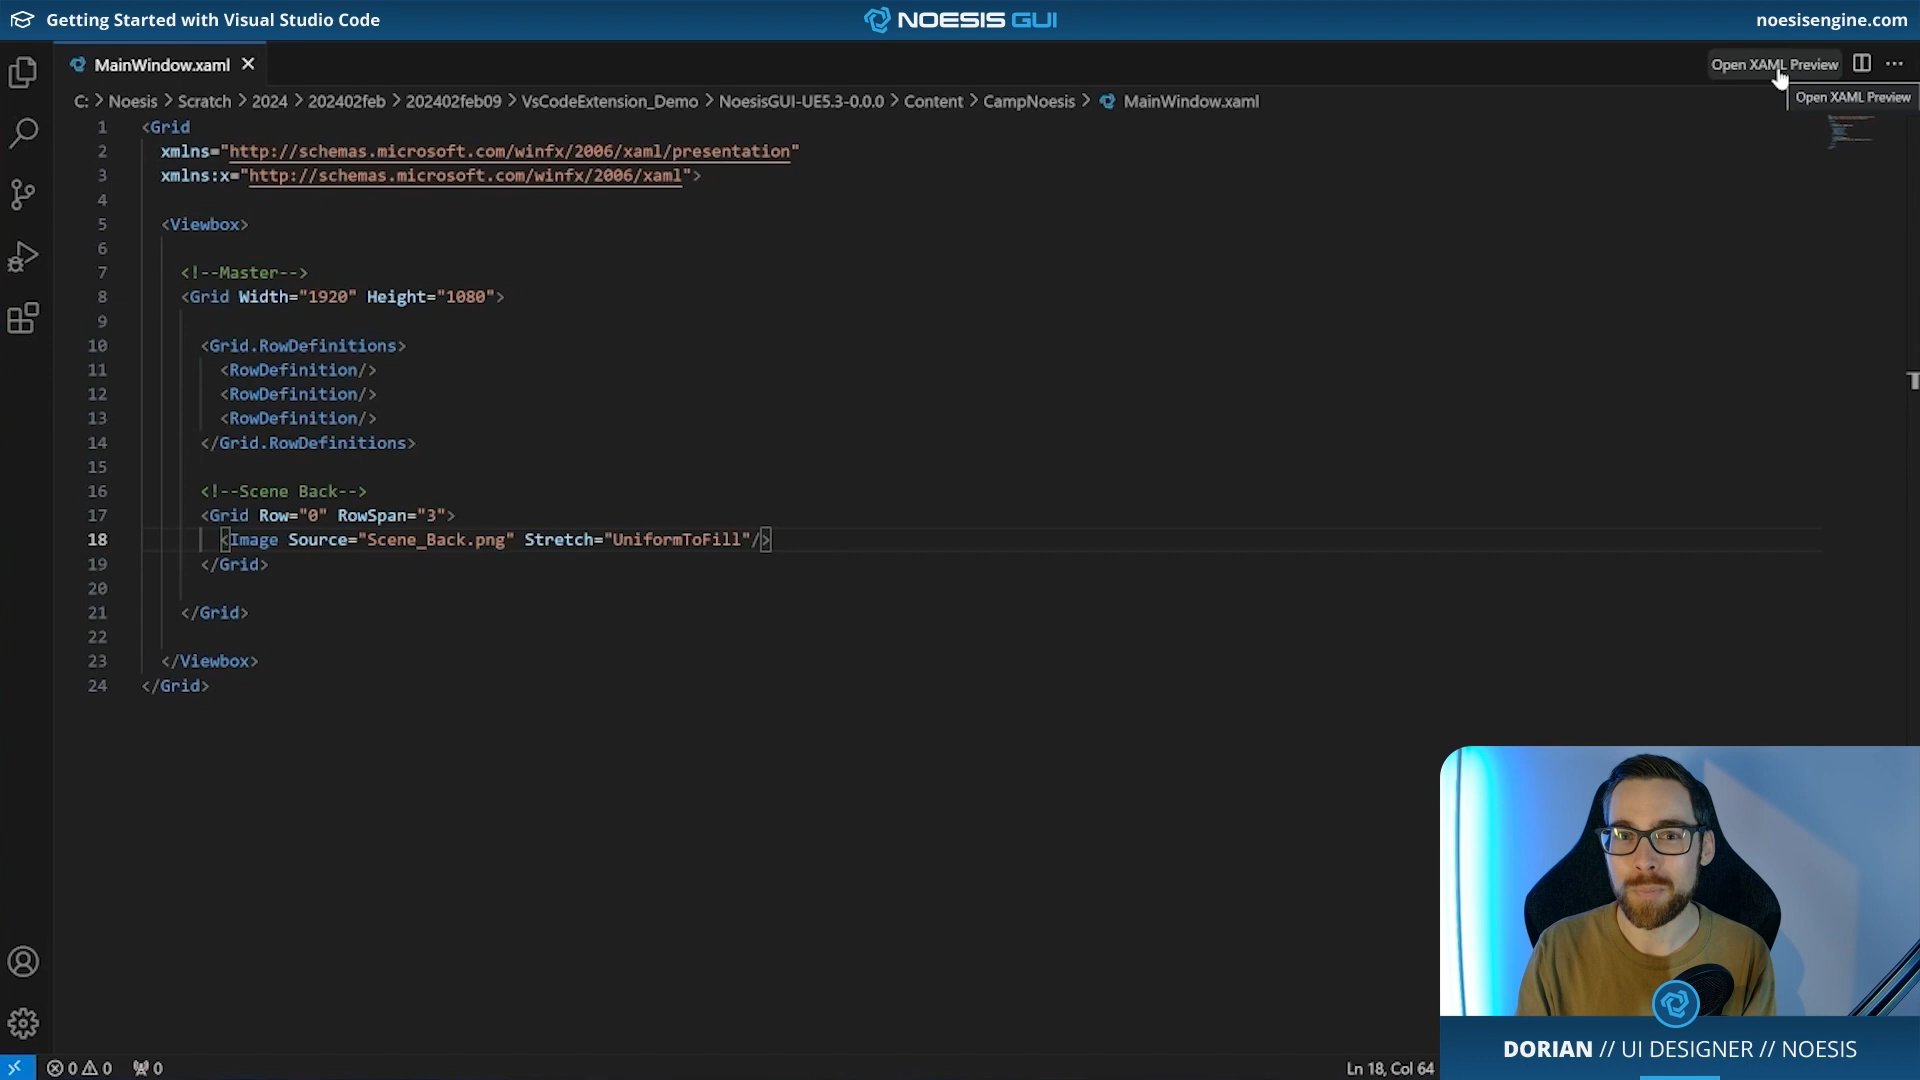 Getting Started with Visual Studio Code
NOESIS GUI
noesisengine.com
MainWindow.xaml
Open XAML Preview
Open XAML Preview
C: > Noesis > Scratch > 2024 > 202402feb > 202402feb09 > VsCodeExtension_Demo > NoesisGUI-UE5.3-0.0.0 > Content > CampNoesis > MainWindow.xaml
1 <Grid
2 xmlns="http://schemas.microsoft.com/winfx/2006/xaml/presentation"
3 xmlns:x="http://schemas.microsoft.com/winfx/2006/xaml">
4
5 <Viewbox>
6
7 <!--Master-->
8 <Grid Width="1920" Height="1080">
9
10 <Grid.RowDefinitions>
11 <RowDefinition/>
12 <RowDefinition/>
13 <RowDefinition/>
14 </Grid.RowDefinitions>
15
16 <!--Scene Back-->
17 <Grid Row="0" RowSpan="3">
18 <Image Source="Scene_Back.png" Stretch="UniformToFill"/>
19 </Grid>
20
21 </Grid>
22
23 </Viewbox>
24 </Grid>
0 0 0
Ln 18, Col 64
DORIAN // UI DESIGNER // NOESIS